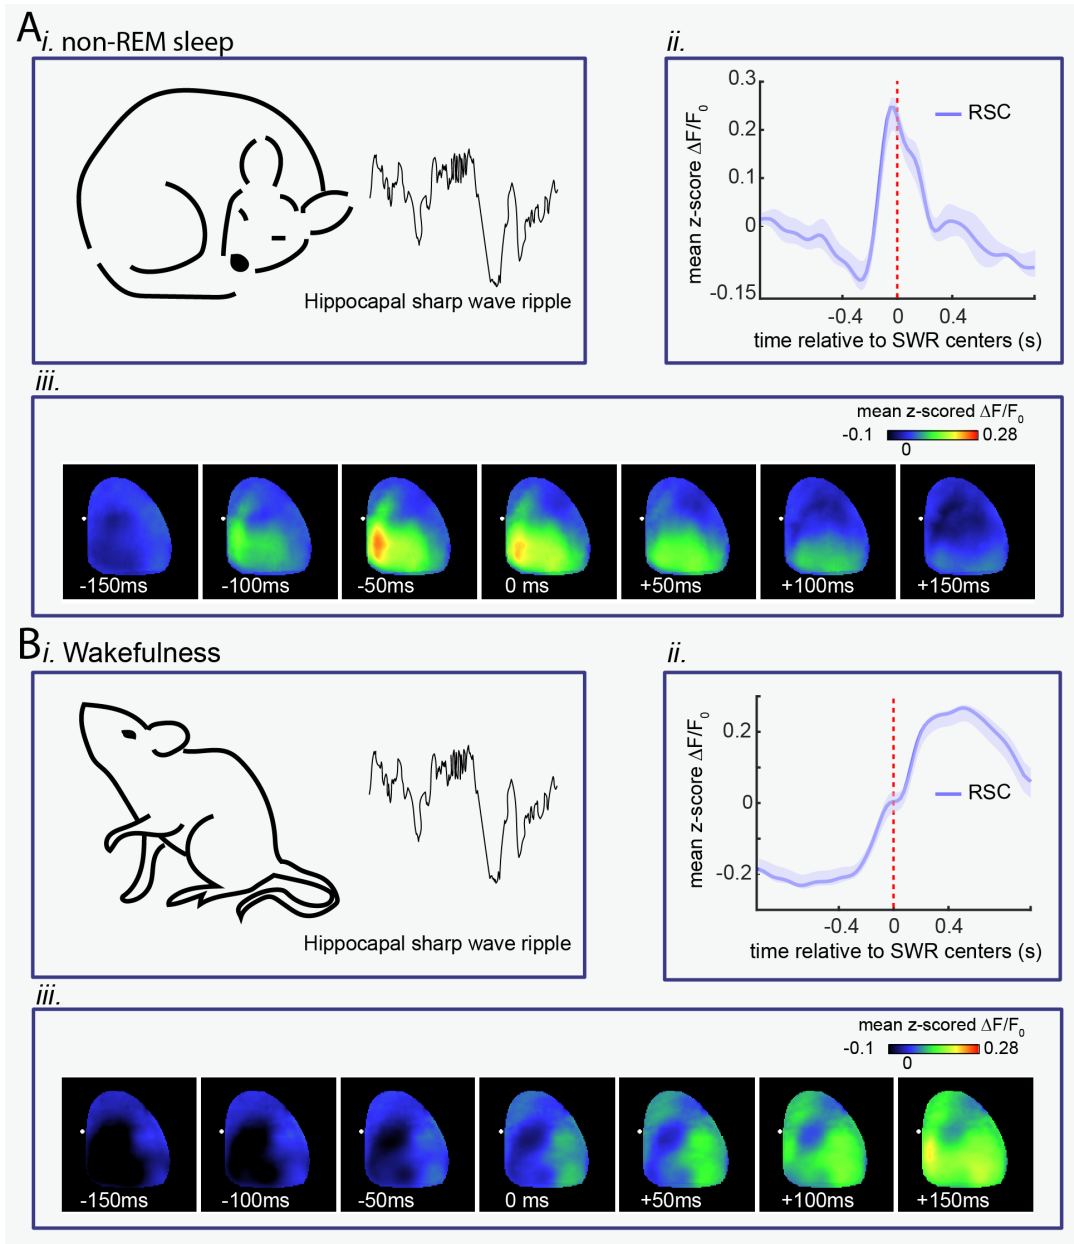 A i. non-REM sleep
Hippocapal sharp wave ripple
ii.
0.3
0.2
0.1
0
-0.15
mean z-score ΔF/F0
RSC
-0.4 0 0.4
time relative to SWR centers (s)
iii.
mean z-scored ΔF/F0
-0.1 0.28
0
-150ms -100ms -50ms 0 ms +50ms +100ms +150ms
B i. Wakefulness
Hippocapal sharp wave ripple
ii.
0.2
0
-0.2
mean z-score ΔF/F0
RSC
-0.4 0 0.4
time relative to SWR centers (s)
iii.
mean z-scored ΔF/F0
-0.1 0.28
0
-150ms -100ms -50ms 0 ms +50ms +100ms +150ms